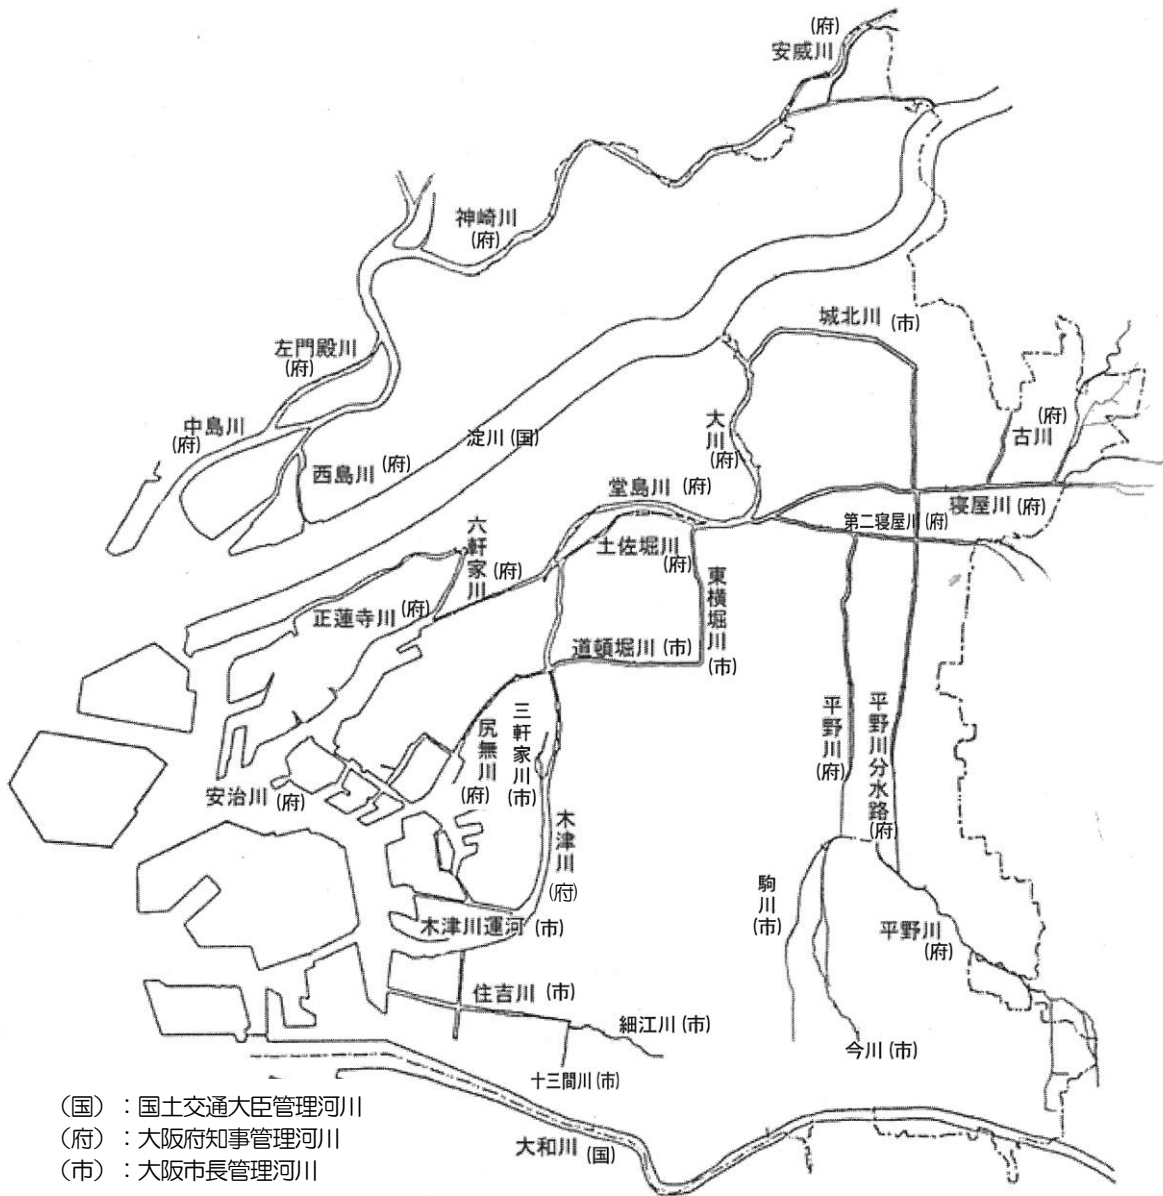 (府)
安威川
神崎川
(府)
城北川(市)
左門殿川
(府)
中島川
(府)
淀川(国)
西島川(府)
大川
(府)
古川
(府)
堂島川(府)
寝屋川(府)
第二寝屋川(府)
土佐堀川
(府)
六軒家川(府)
正蓮寺川(府)
東横堀川
(市)
道頓堀川(市)
三軒家川
(市)
尻無川
(府)
平野川
(府)
平野川分水路
(府)
安治川(府)
木津川
(府)
駒川
(市)
木津川運河(市)
平野川
(府)
住吉川(市)
細江川(市)
今川(市)
十三間川(市)
大和川(国)
(国):国土交通大臣管理河川
(府):大阪府知事管理河川
(市):大阪市長管理河川